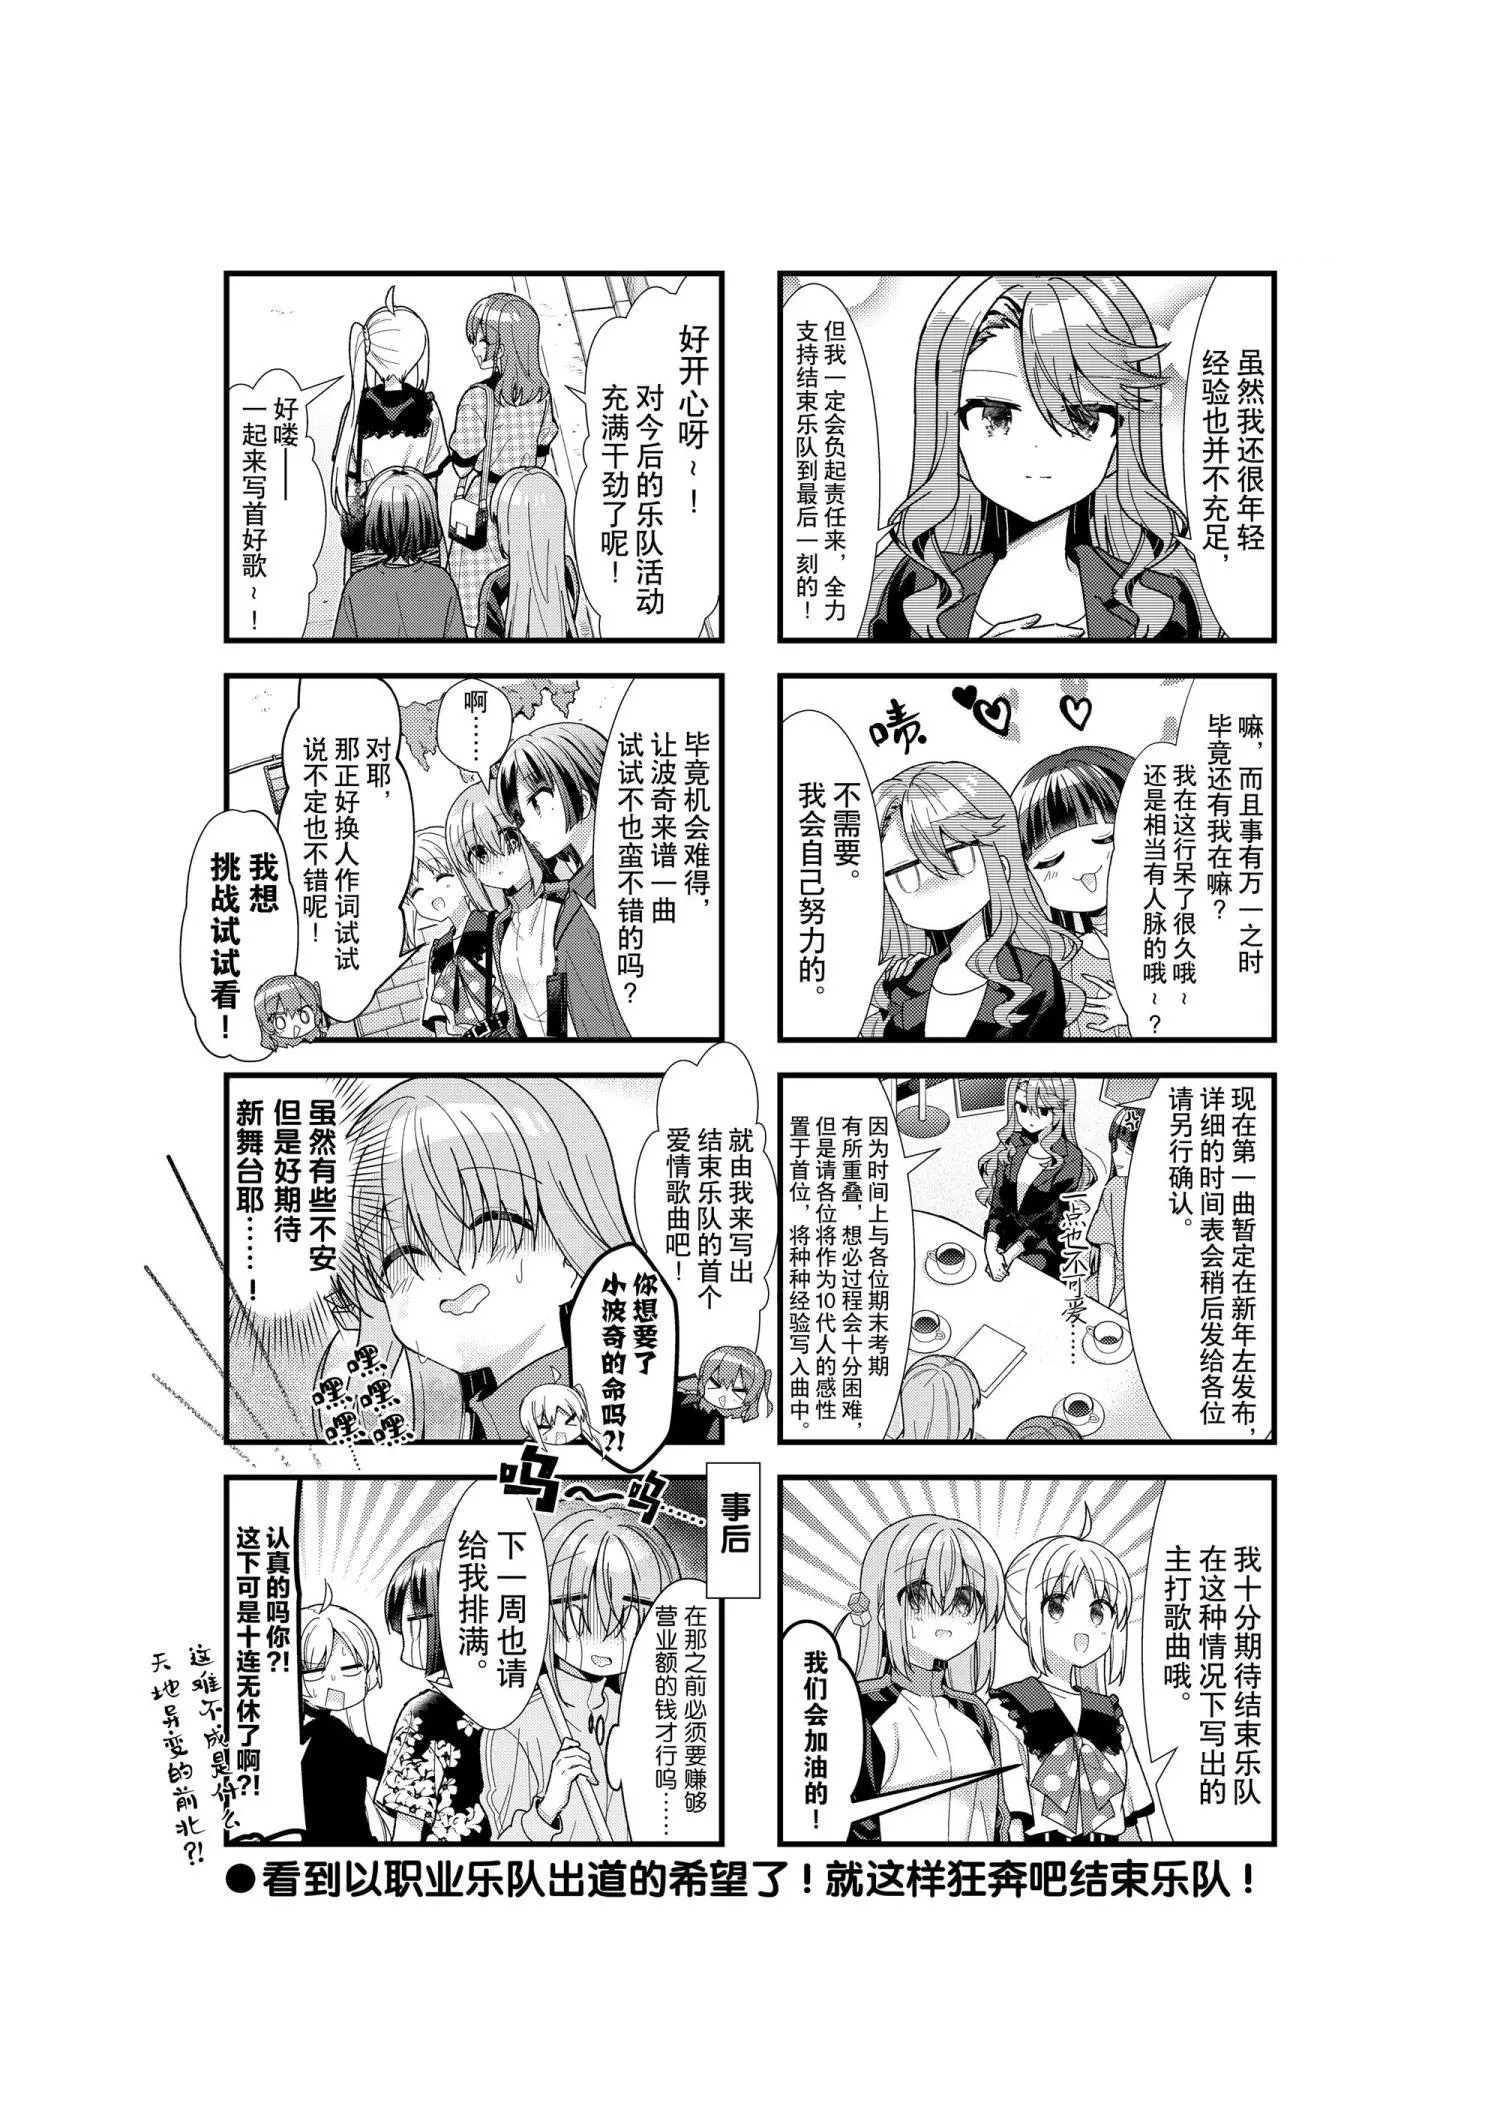 虽然我还很年轻
经验也并不充足，
但我一定会负起责任来，全力
支持结束乐队到最后一刻的！
嘛，而且事有万一之时
毕竟还有我在嘛？
我在这行呆了很久哦～
还是相当有人脉的哦～？
啧
不需要。
我会自己努力的。
现在第一曲暂定在新年左发布，
详细的时间表会稍后发给各位
请另行确认。
一点也不可爱……
因为时间上与各位期末考期
有所重叠，想必过程会十分困难，
但是请各位将作为10代人的感性
置于首位，将种种经验写入曲中。
我十分期待结束乐队
在这种情况下写出的
主打歌曲哦。
我们会加油的！
好开心呀～！
对今后的乐队活动
充满干劲了呢！
好喽——
一起来写首好歌～！
毕竟机会难得，
让波奇来谱一曲
试试不也蛮不错的吗？
啊……
对耶，
那正好换人作词试试
说不定也不错呢！
我想
挑战试试看！
就由我来写出
结束乐队的首个
爱情歌曲吧！
你想要了
小波奇的命吗?!
虽然有些不安
但是好期待
新舞台耶……！
嘿嘿
嘿嘿
嘿嘿
事后
呜～呜……
在那之前必须要赚够
营业额的钱才行呜……
下一周也请
给我排满。
认真的吗你?!
这下可是十连无休了啊?!
这难不成是什么
天地异变的前兆?!
●看到以职业乐队出道的希望了！就这样狂奔吧结束乐队！